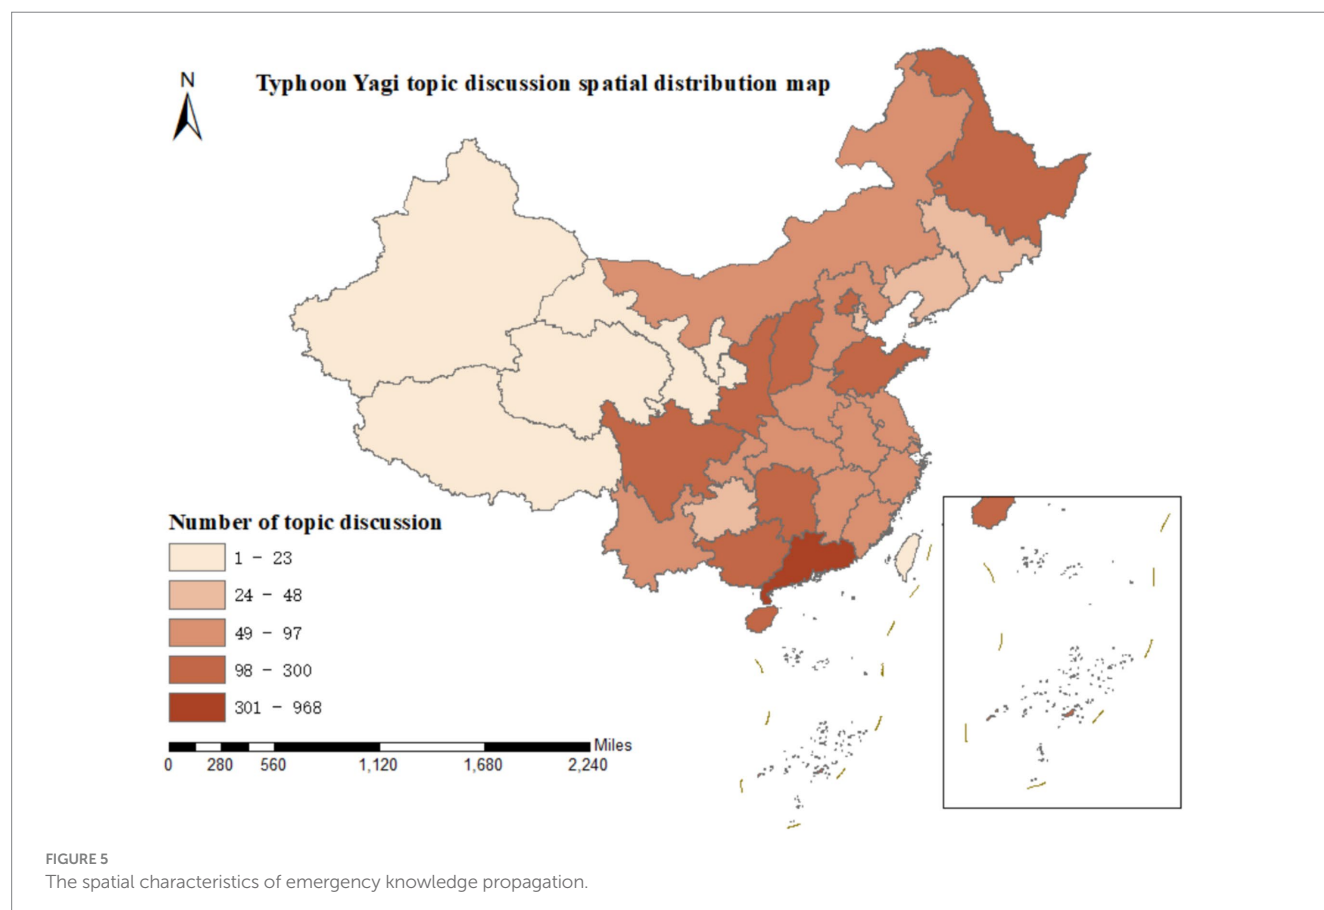 N
Typhoon Yagi topic discussion spatial distribution map
Number of topic discussion
1 - 23
24 - 48
49 - 97
98 - 300
301 - 968
Miles
0 280 560 1,120 1,680 2,240
FIGURE 5
The spatial characteristics of emergency knowledge propagation.